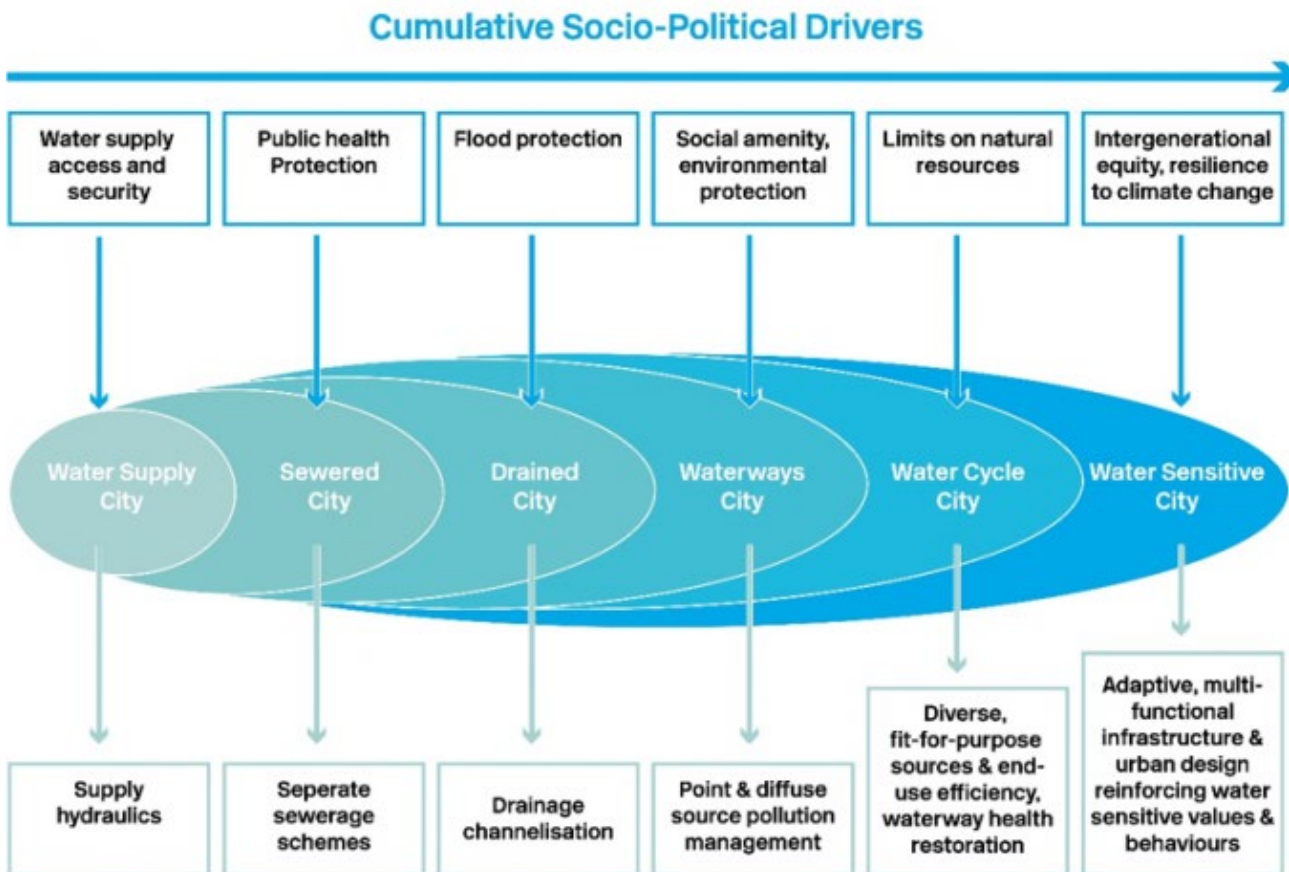 Cumulative Socio-Political Drivers
Water supply
access and
security
Public health
Protection
Flood protection
Social amenity,
environmental
protection
Limits on natural
resources
Intergenerational
equity, resilience
to climate change
Water Supply
City
Sewered
City
Drained
City
Waterways
City
Water Cycle
City
Water Sensitive
City
Supply
hydraulics
Seperate
sewerage
schemes
Drainage
channelisation
Point & diffuse
source pollution
management
Diverse,
fit-for-purpose
sources & end-
use efficiency,
waterway health
restoration
Adaptive, multi-
functional
infrastructure &
urban design
reinforcing water
sensitive values &
behaviours